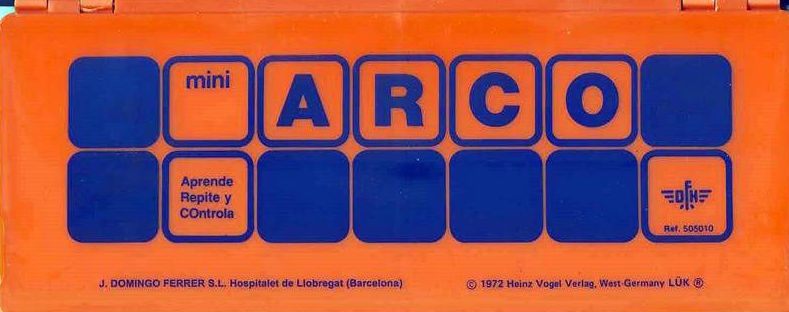 mini
ARCO
Aprende
Repite y
COntrola
DFH
Ref. 505010
J. DOMINGO FERRER S.L. Hospitalet de Llobregat (Barcelona)
© 1972 Heinz Vogel Verlag, West-Germany LÜK ®